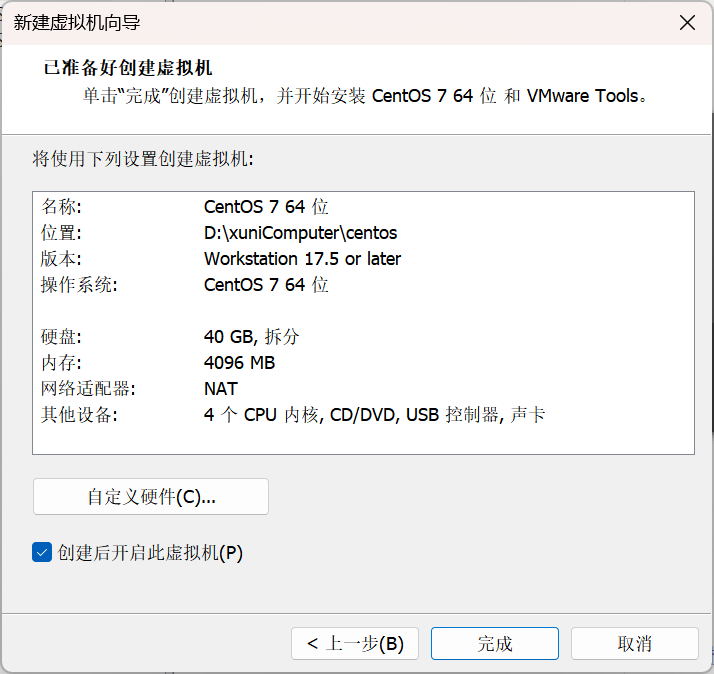 新建虚拟机向导
已准备好创建虚拟机
单击“完成”创建虚拟机，并开始安装 CentOS 7 64 位 和 VMware Tools。
将使用下列设置创建虚拟机:
名称: CentOS 7 64 位
位置: D:\xuniComputer\centos
版本: Workstation 17.5 or later
操作系统: CentOS 7 64 位
硬盘: 40 GB, 拆分
内存: 4096 MB
网络适配器: NAT
其他设备: 4 个 CPU 内核, CD/DVD, USB 控制器, 声卡
自定义硬件(C)...
创建后开启此虚拟机(P)
< 上一步(B) 完成 取消